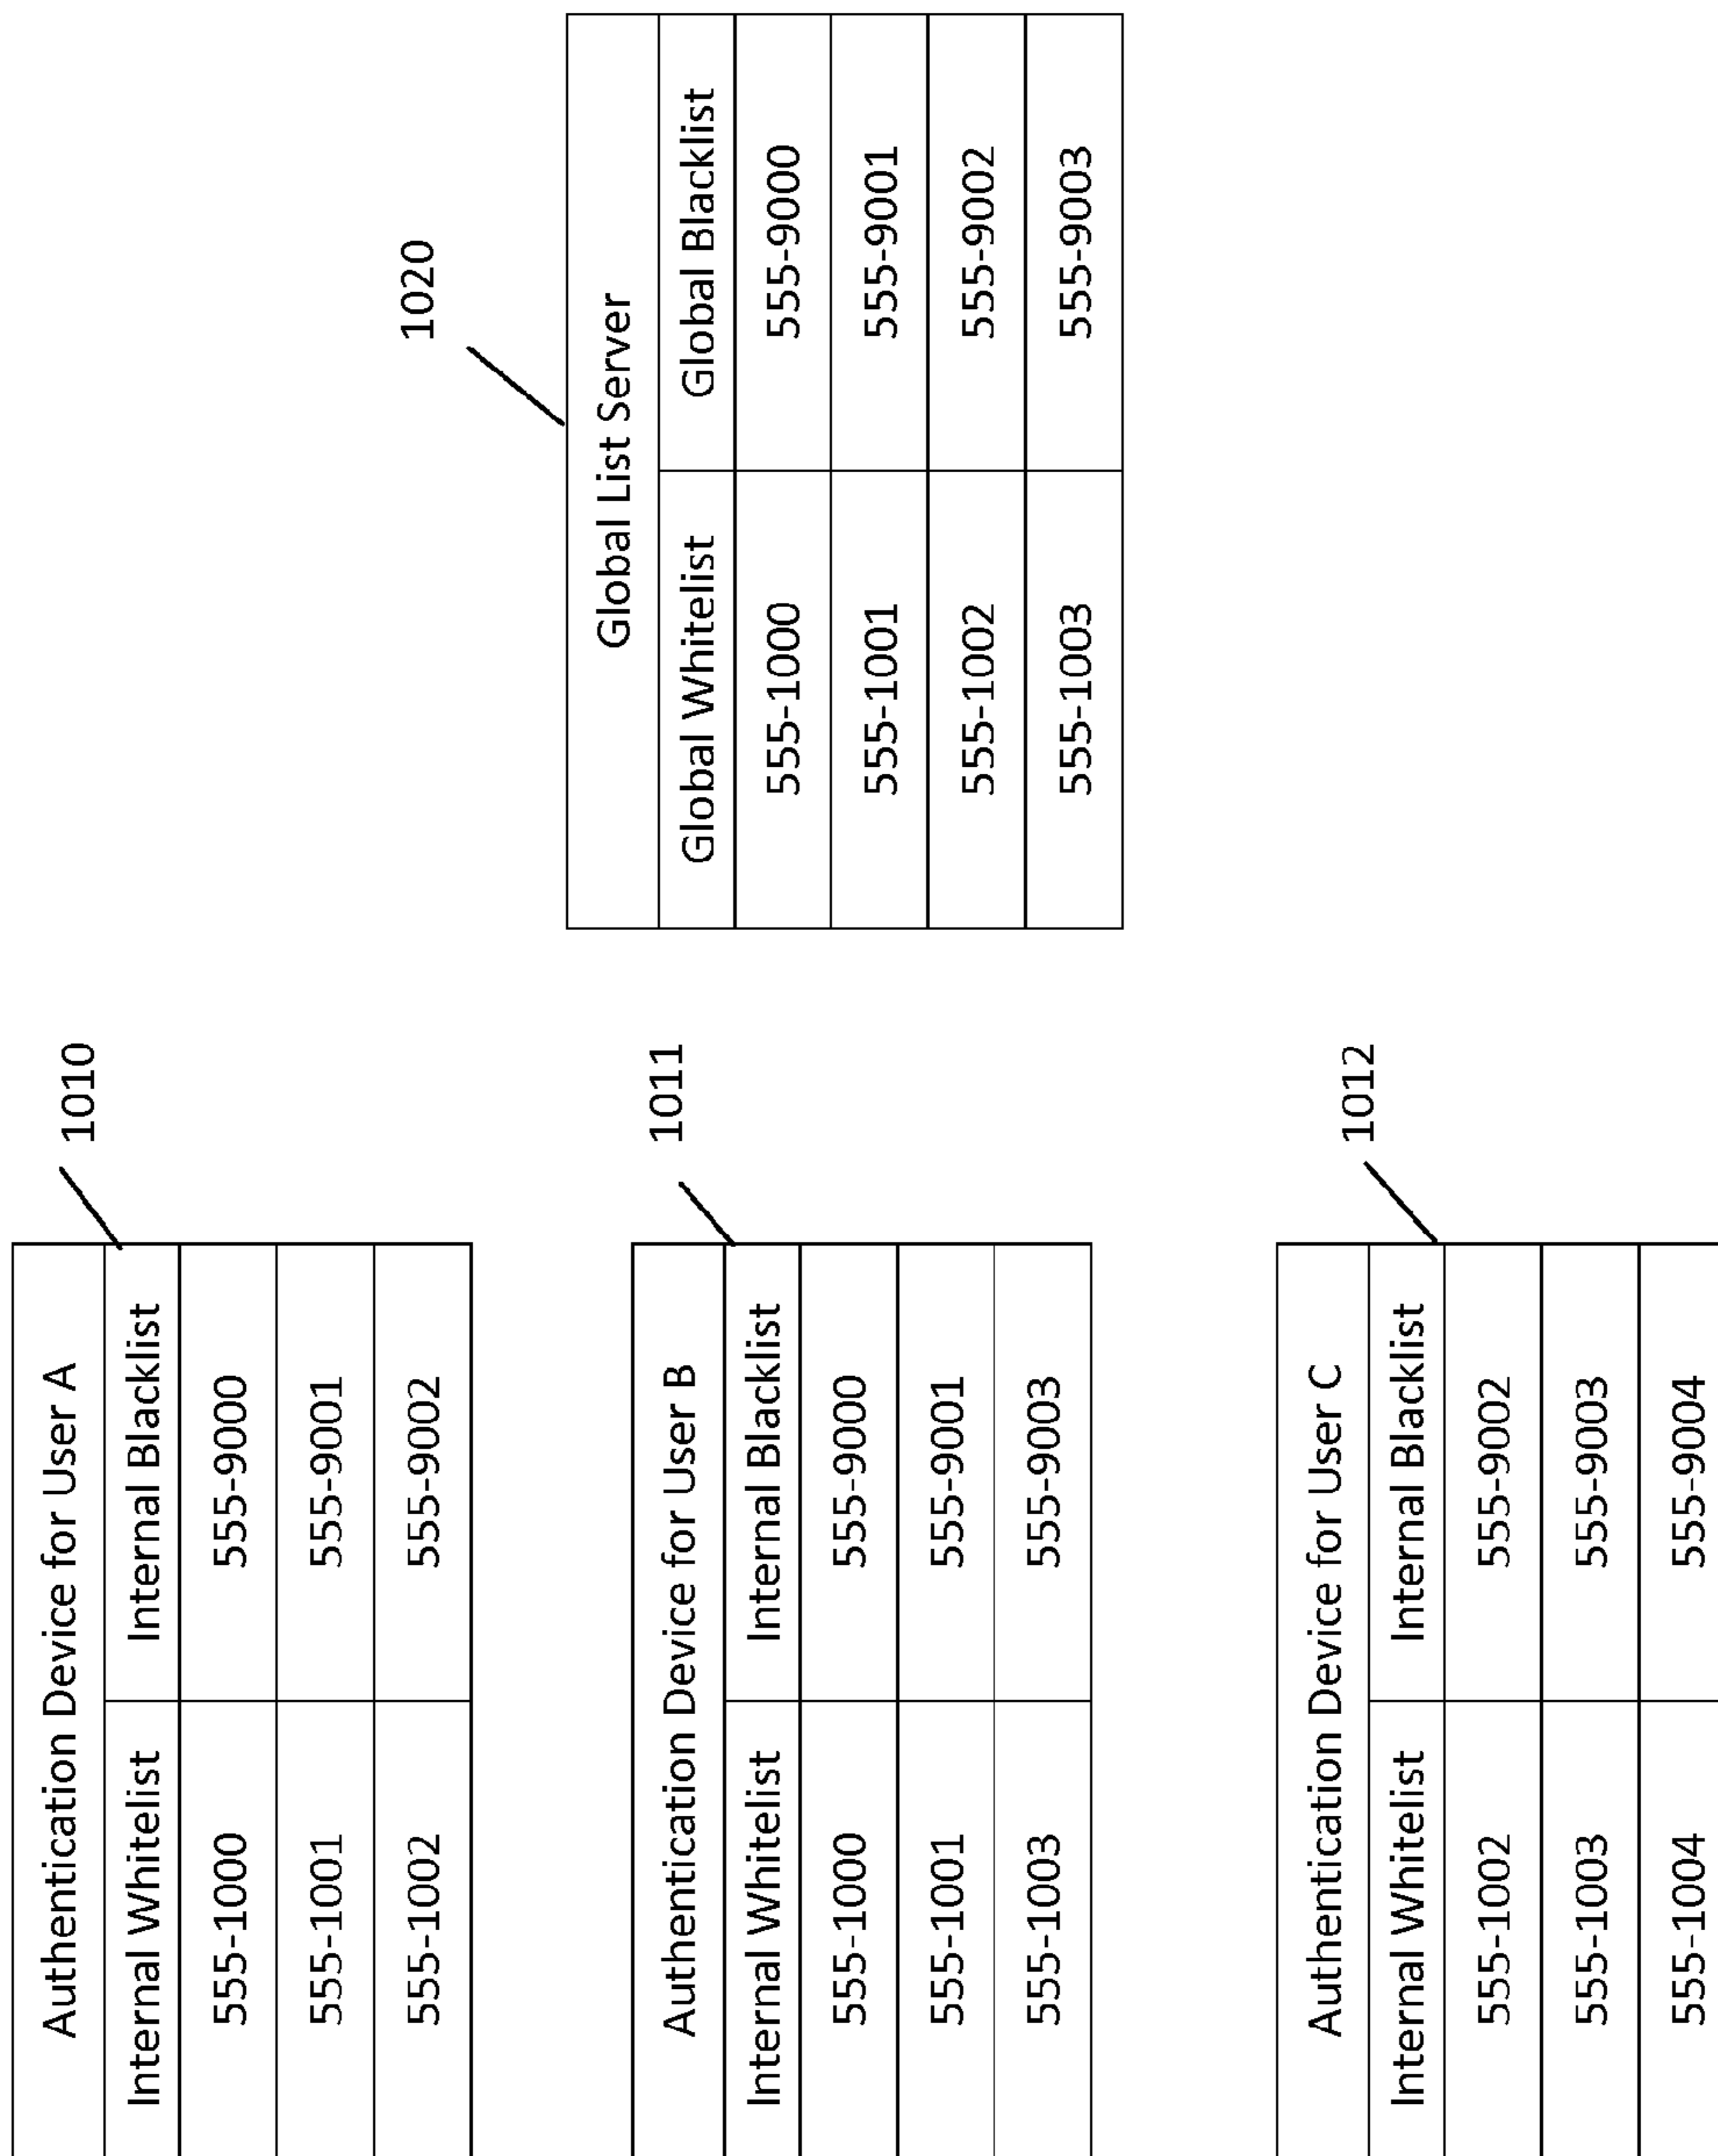 Authentication Device for User A
Internal Whitelist Internal Blacklist
555-1000 555-9000
555-1001 555-9001
555-1002 555-9002
1010
Authentication Device for User B
Internal Whitelist Internal Blacklist
555-1000 555-9000
555-1001 555-9001
555-1003 555-9003
1011
Authentication Device for User C
Internal Whitelist Internal Blacklist
555-1002 555-9002
555-1003 555-9003
555-1004 555-9004
1012
1020
Global List Server
Global Whitelist Global Blacklist
555-1000 555-9000
555-1001 555-9001
555-1002 555-9002
555-1003 555-9003